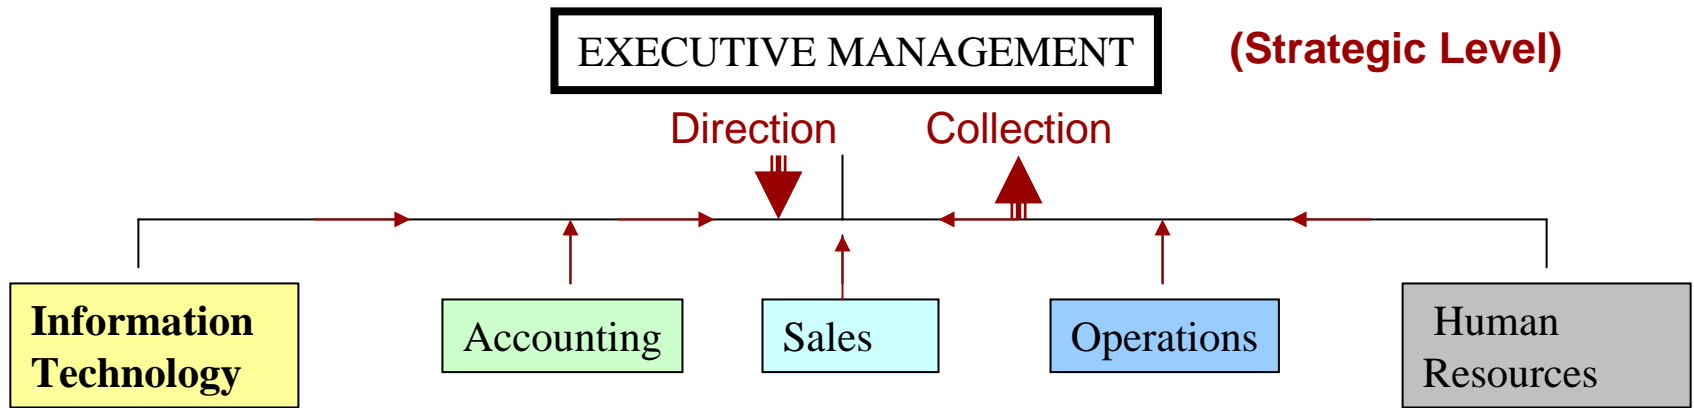 EXECUTIVE MANAGEMENT (Strategic Level)
Direction Collection
Information
Technology
Accounting
Sales
Operations
Human
Resources